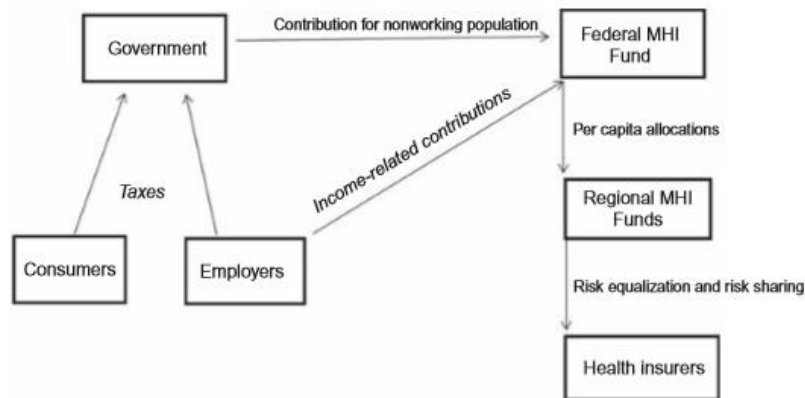 Contribution for nonworking population
Government
Federal MHI
Fund
Income-related contributions
Per capita allocations
Taxes
Regional MHI
Funds
Consumers
Employers
Risk equalization and risk sharing
Health insurers